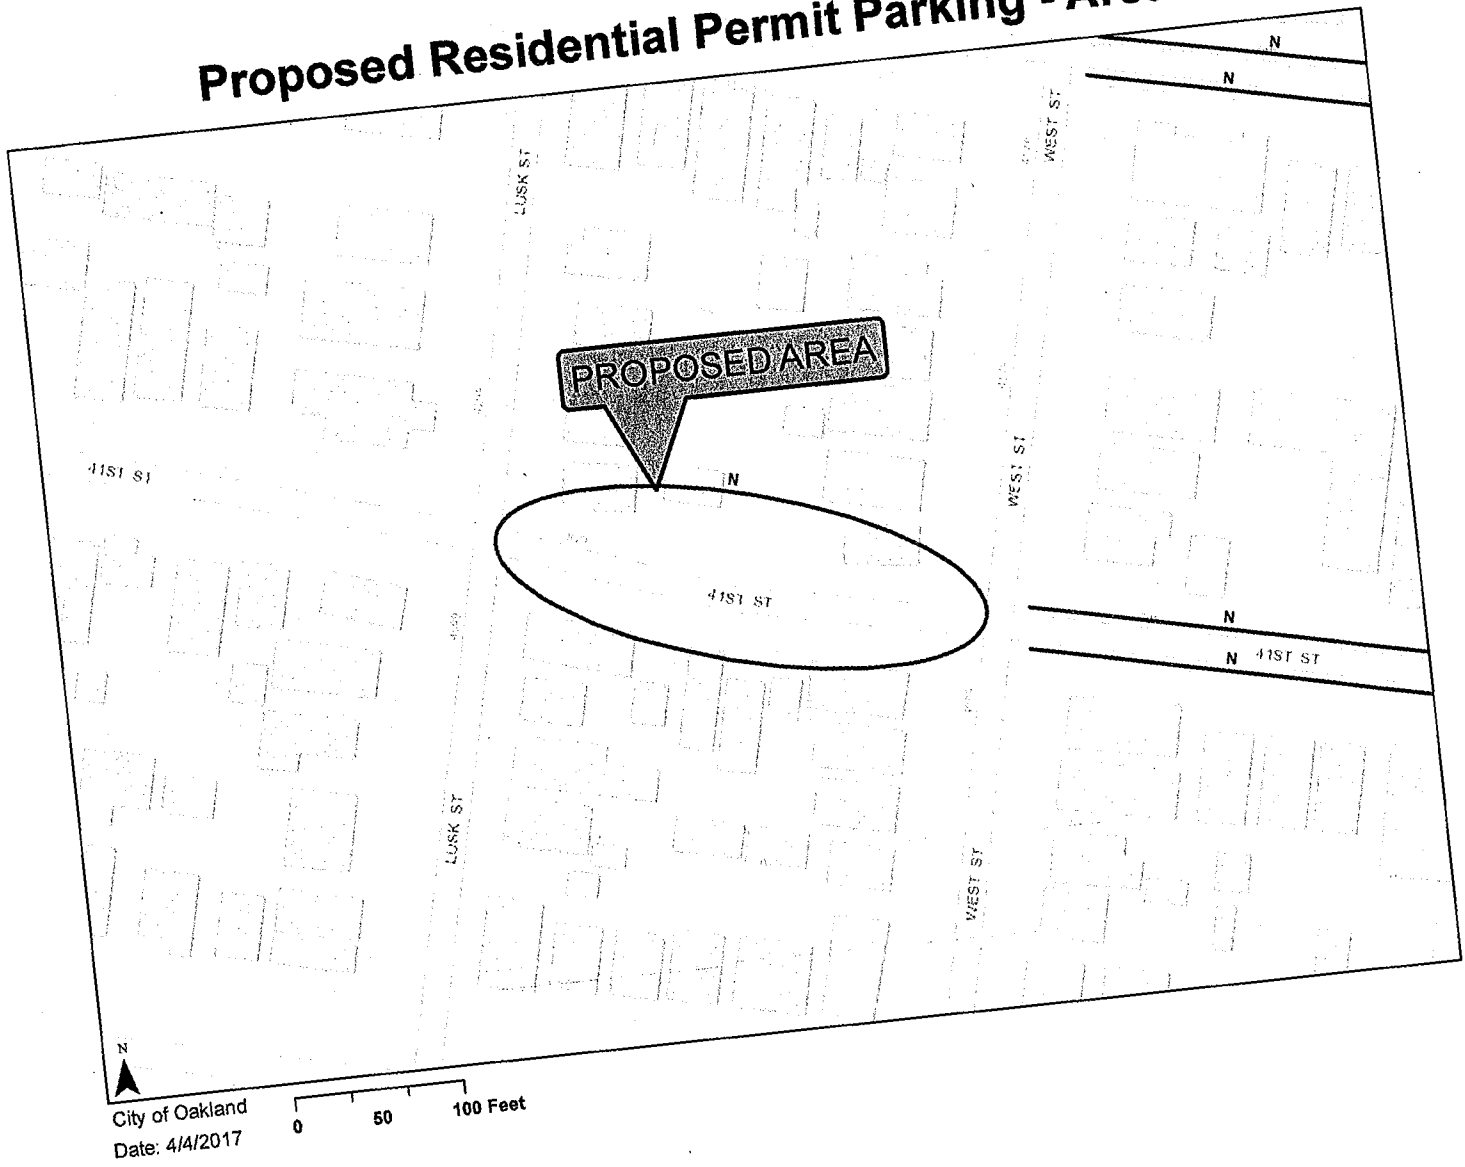 Proposed Residential Permit Parking - Area
N
N
LUSK ST
WEST ST
PROPOSED AREA
41ST ST
N
WEST ST
41ST ST
N
N
41ST ST
LUSK ST
WEST ST
N
City of Oakland
Date: 4/4/2017
0 50 100 Feet